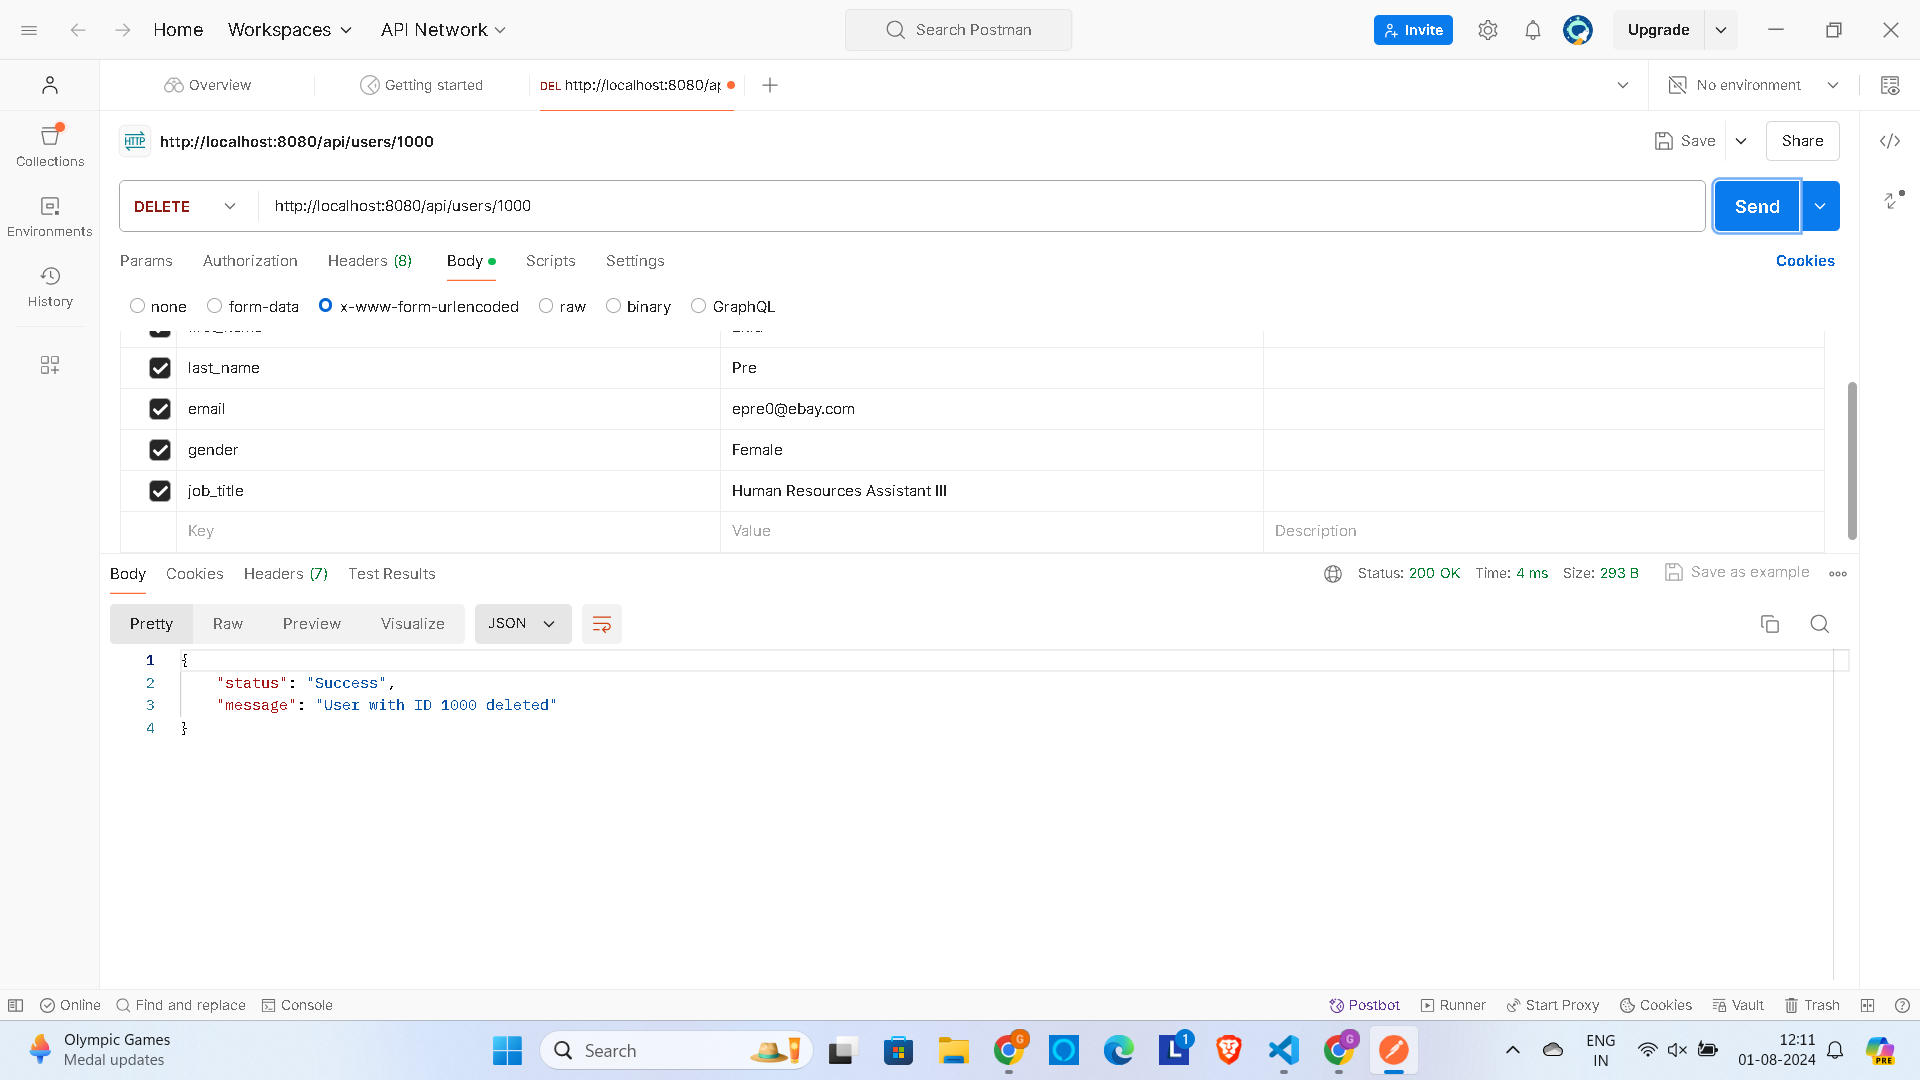 Home Workspaces API Network Search Postman Invite Upgrade
Overview Getting started DEL http://localhost:8080/ap No environment
HTTP http://localhost:8080/api/users/1000 Save Share
Collections
DELETE http://localhost:8080/api/users/1000 Send
Environments
Params Authorization Headers (8) Body Scripts Settings Cookies
History
none form-data x-www-form-urlencoded raw binary GraphQL
last_name Pre
email epre0@ebay.com
gender Female
job_title Human Resources Assistant III
Key Value Description
Body Cookies Headers (7) Test Results Status: 200 OK Time: 4 ms Size: 293 B Save as example
Pretty Raw Preview Visualize JSON
1 {
2 "status": "Success",
3 "message": "User with ID 1000 deleted"
4 }
Online Find and replace Console Postbot Runner Start Proxy Cookies Vault Trash
Olympic Games
Medal updates
Search
G
L 1
G
ENG
IN
12:11
01-08-2024
PRE